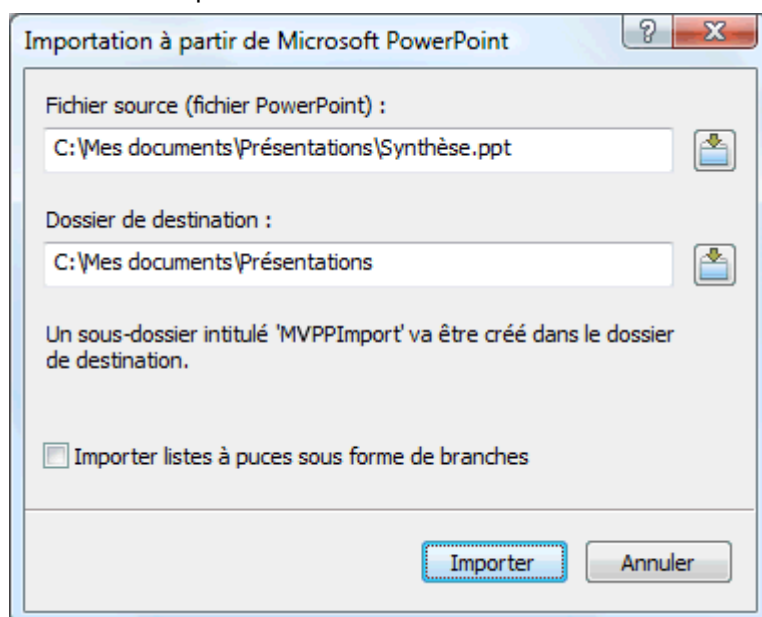 Importation à partir de Microsoft PowerPoint
Fichier source (fichier PowerPoint) :
C:\Mes documents\Présentations\Synthèse.ppt
Dossier de destination :
C:\Mes documents\Présentations
Un sous-dossier intitulé 'MVPPImport' va être créé dans le dossier
de destination.
Importer listes à puces sous forme de branches
Importer
Annuler